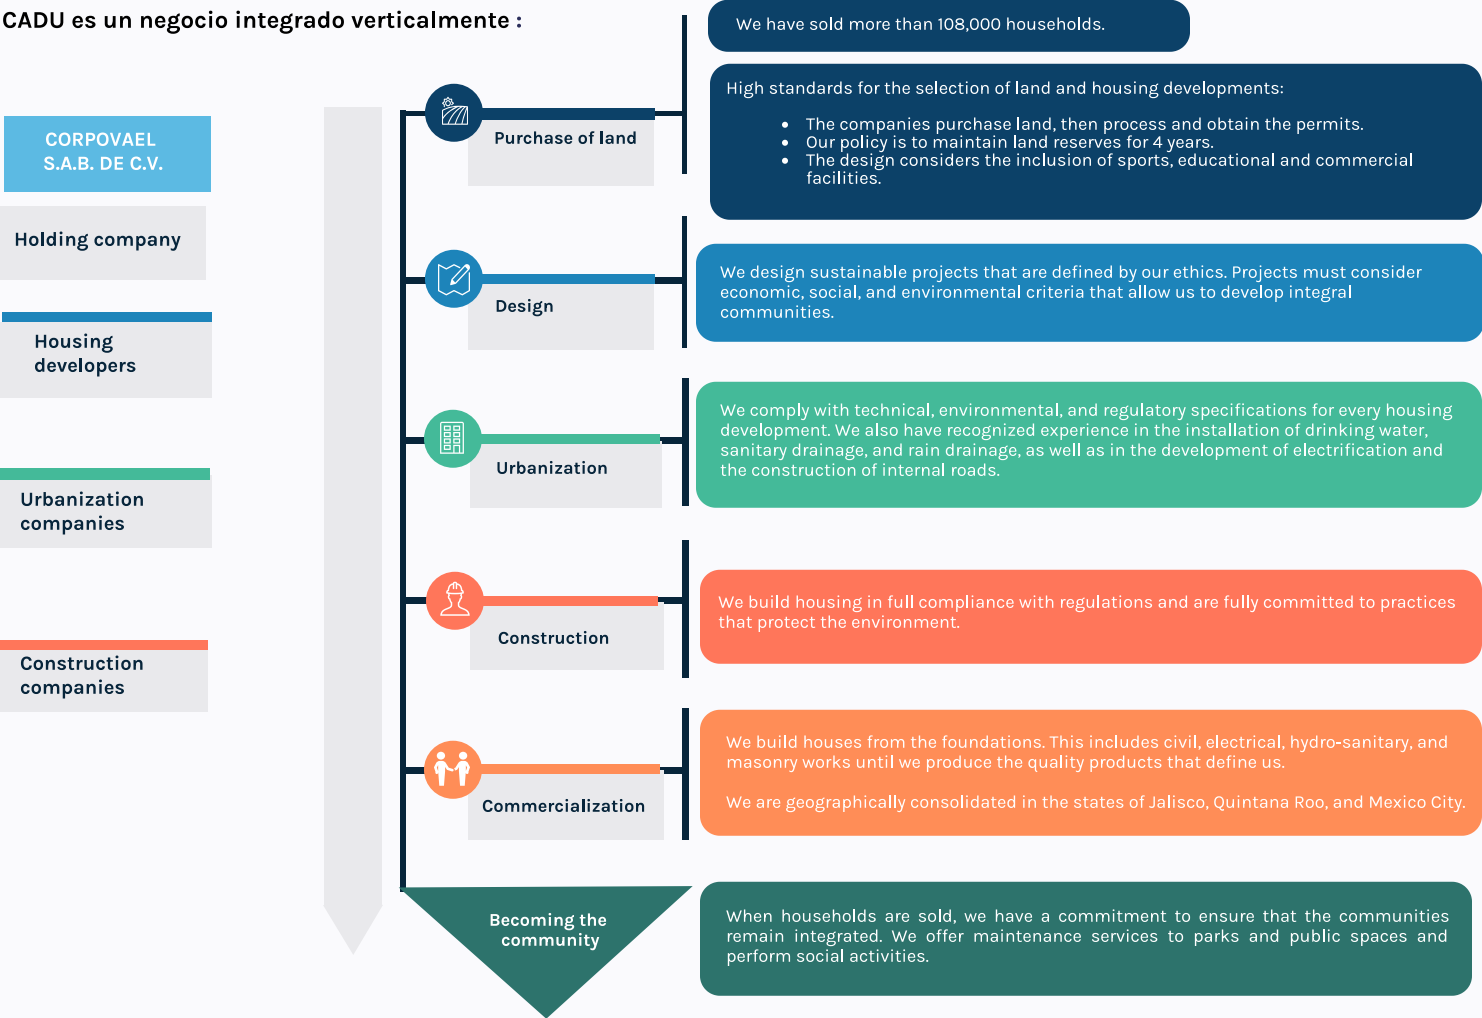 CADU es un negocio integrado verticalmente :
CORPOVAEL
S.A.B. DE C.V.
Holding company
Housing
developers
Urbanization
companies
Construction
companies
Purchase of land
We have sold more than 108,000 households.
High standards for the selection of land and housing developments:
• The companies purchase land, then process and obtain the permits.
• Our policy is to maintain land reserves for 4 years.
• The design considers the inclusion of sports, educational and commercial
facilities.
Design
We design sustainable projects that are defined by our ethics. Projects must consider
economic, social, and environmental criteria that allow us to develop integral
communities.
Urbanization
We comply with technical, environmental, and regulatory specifications for every housing
development. We also have recognized experience in the installation of drinking water,
sanitary drainage, and rain drainage, as well as in the development of electrification and
the construction of internal roads.
Construction
We build housing in full compliance with regulations and are fully committed to practices
that protect the environment.
Commercialization
We build houses from the foundations. This includes civil, electrical, hydro-sanitary, and
masonry works until we produce the quality products that define us.
We are geographically consolidated in the states of Jalisco, Quintana Roo, and Mexico City.
Becoming the
community
When households are sold, we have a commitment to ensure that the communities
remain integrated. We offer maintenance services to parks and public spaces and
perform social activities.